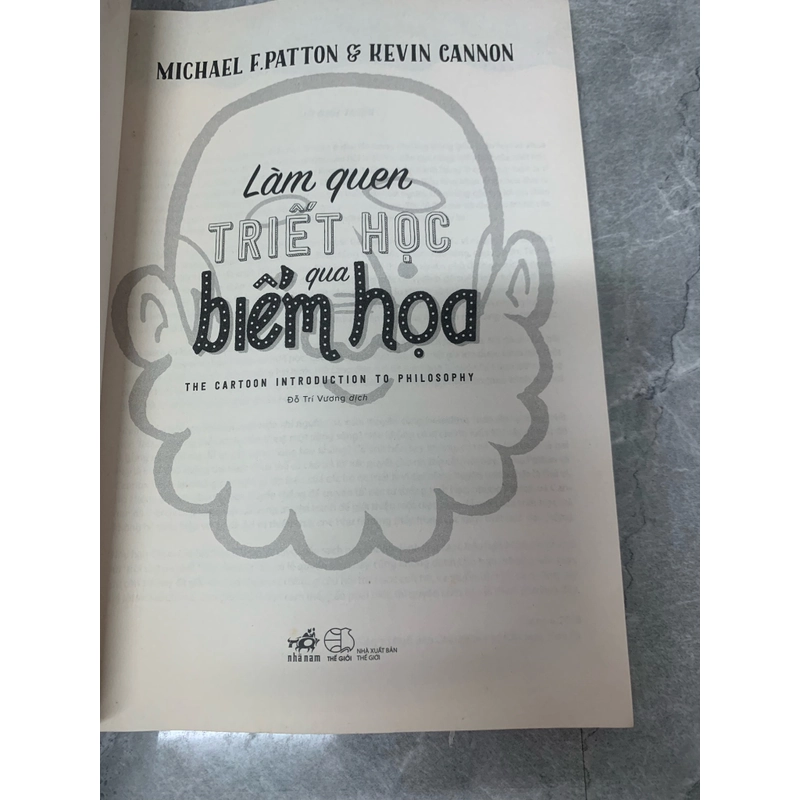 MICHAEL F. PATTON & KEVIN CANNON
Làm quen
TRIẾT HỌC
qua
biếm họa
THE CARTOON INTRODUCTION TO PHILOSOPHY
Đỗ Trí Vương dịch
nhã nam
THẾ GIỚI
NHÀ XUẤT BẢN
THẾ GIỚI